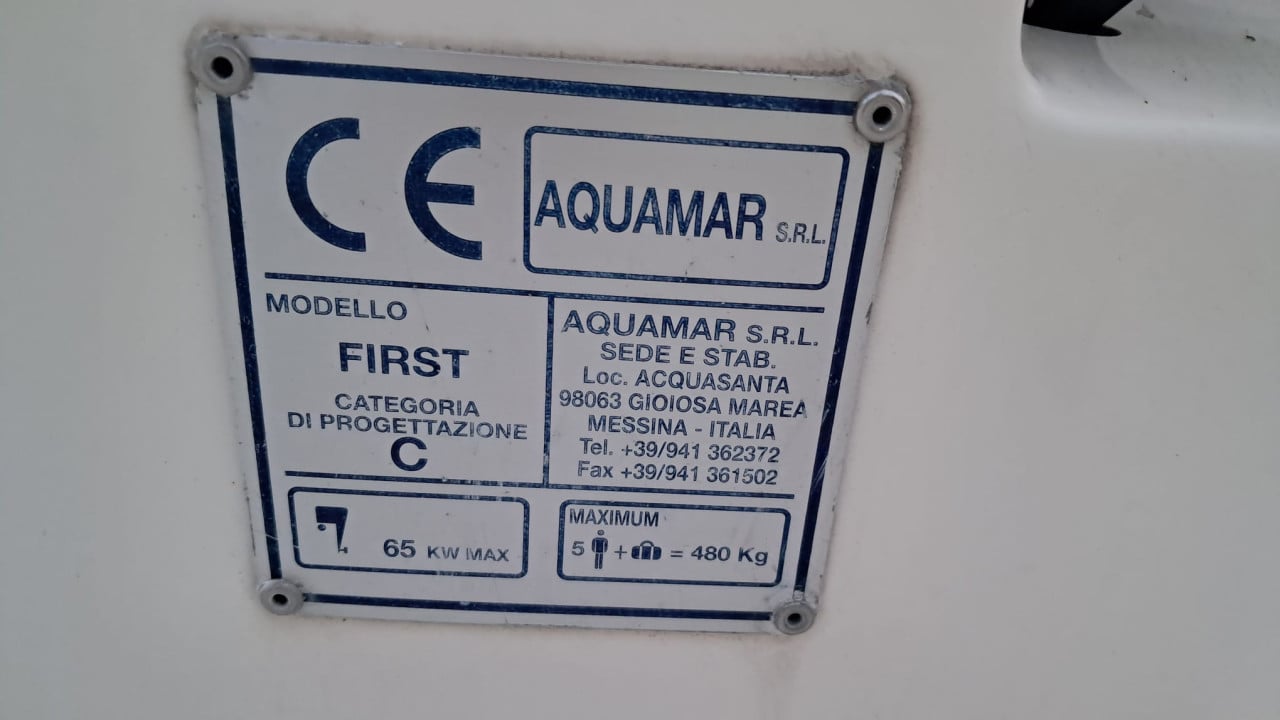 CE
AQUAMAR S.R.L.
MODELLO
FIRST
CATEGORIA
DI PROGETTAZIONE
C
AQUAMAR S.R.L.
SEDE E STAB.
Loc. ACQUASANTA
98063 GIOIOSA MAREA
MESSINA - ITALIA
Tel. +39/941 362372
Fax +39/941 361502
65 KW MAX
MAXIMUM
5 + = 480 Kg